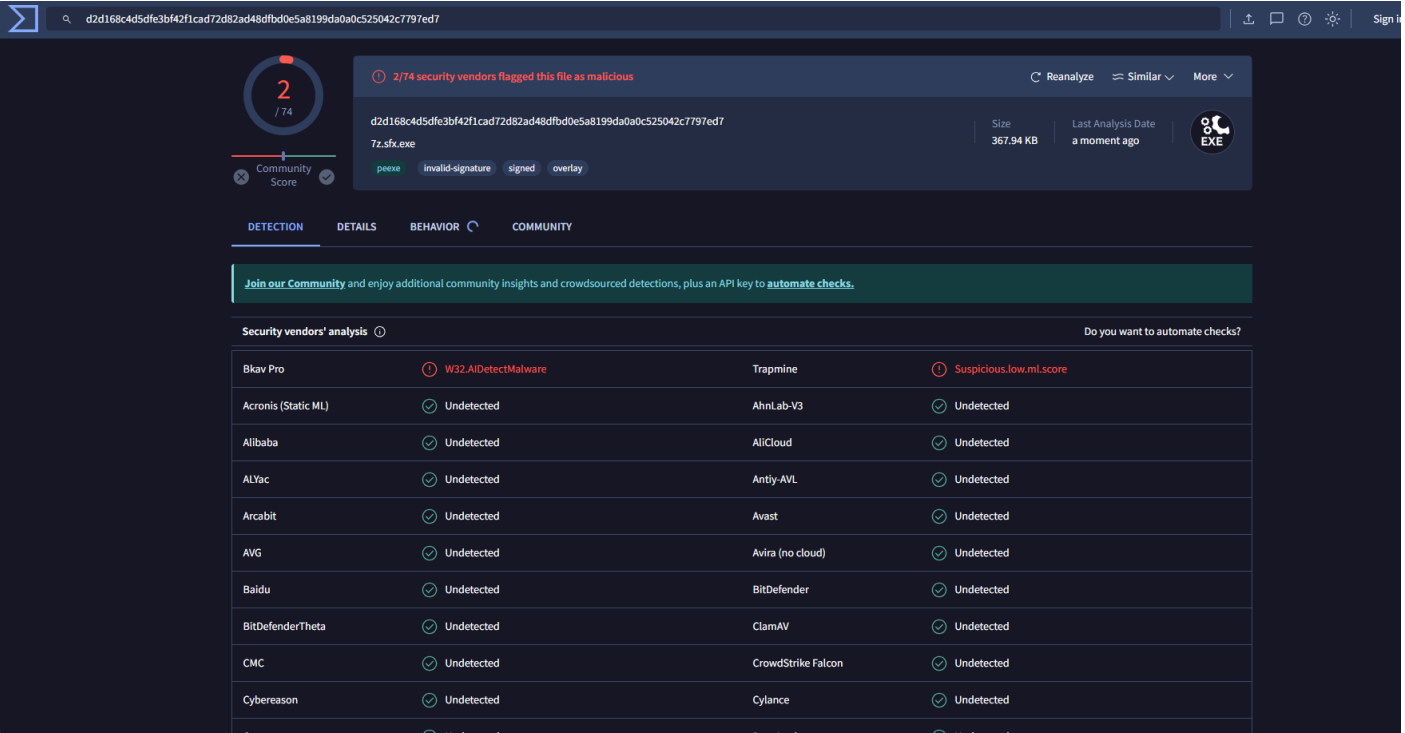 d2d168c4d5dfe3bf42f1cad72d82ad48dfbd0e5a8199da0a0c525042c7797ed7
Sign i
2
/ 74
Community
Score
2/74 security vendors flagged this file as malicious
Reanalyze
Similar
More
d2d168c4d5dfe3bf42f1cad72d82ad48dfbd0e5a8199da0a0c525042c7797ed7
7z.sfx.exe
peexe
invalid-signature
signed
overlay
Size
367.94 KB
Last Analysis Date
a moment ago
EXE
DETECTION
DETAILS
BEHAVIOR
COMMUNITY
Join our Community and enjoy additional community insights and crowdsourced detections, plus an API key to automate checks.
Security vendors' analysis
Do you want to automate checks?
Bkav Pro W32.AIDetectMalware Trapmine Suspicious.low.ml.score
Acronis (Static ML) Undetected AhnLab-V3 Undetected
Alibaba Undetected AliCloud Undetected
ALYac Undetected Antiy-AVL Undetected
Arcabit Undetected Avast Undetected
AVG Undetected Avira (no cloud) Undetected
Baidu Undetected BitDefender Undetected
BitDefenderTheta Undetected ClamAV Undetected
CMC Undetected CrowdStrike Falcon Undetected
Cybereason Undetected Cylance Undetected